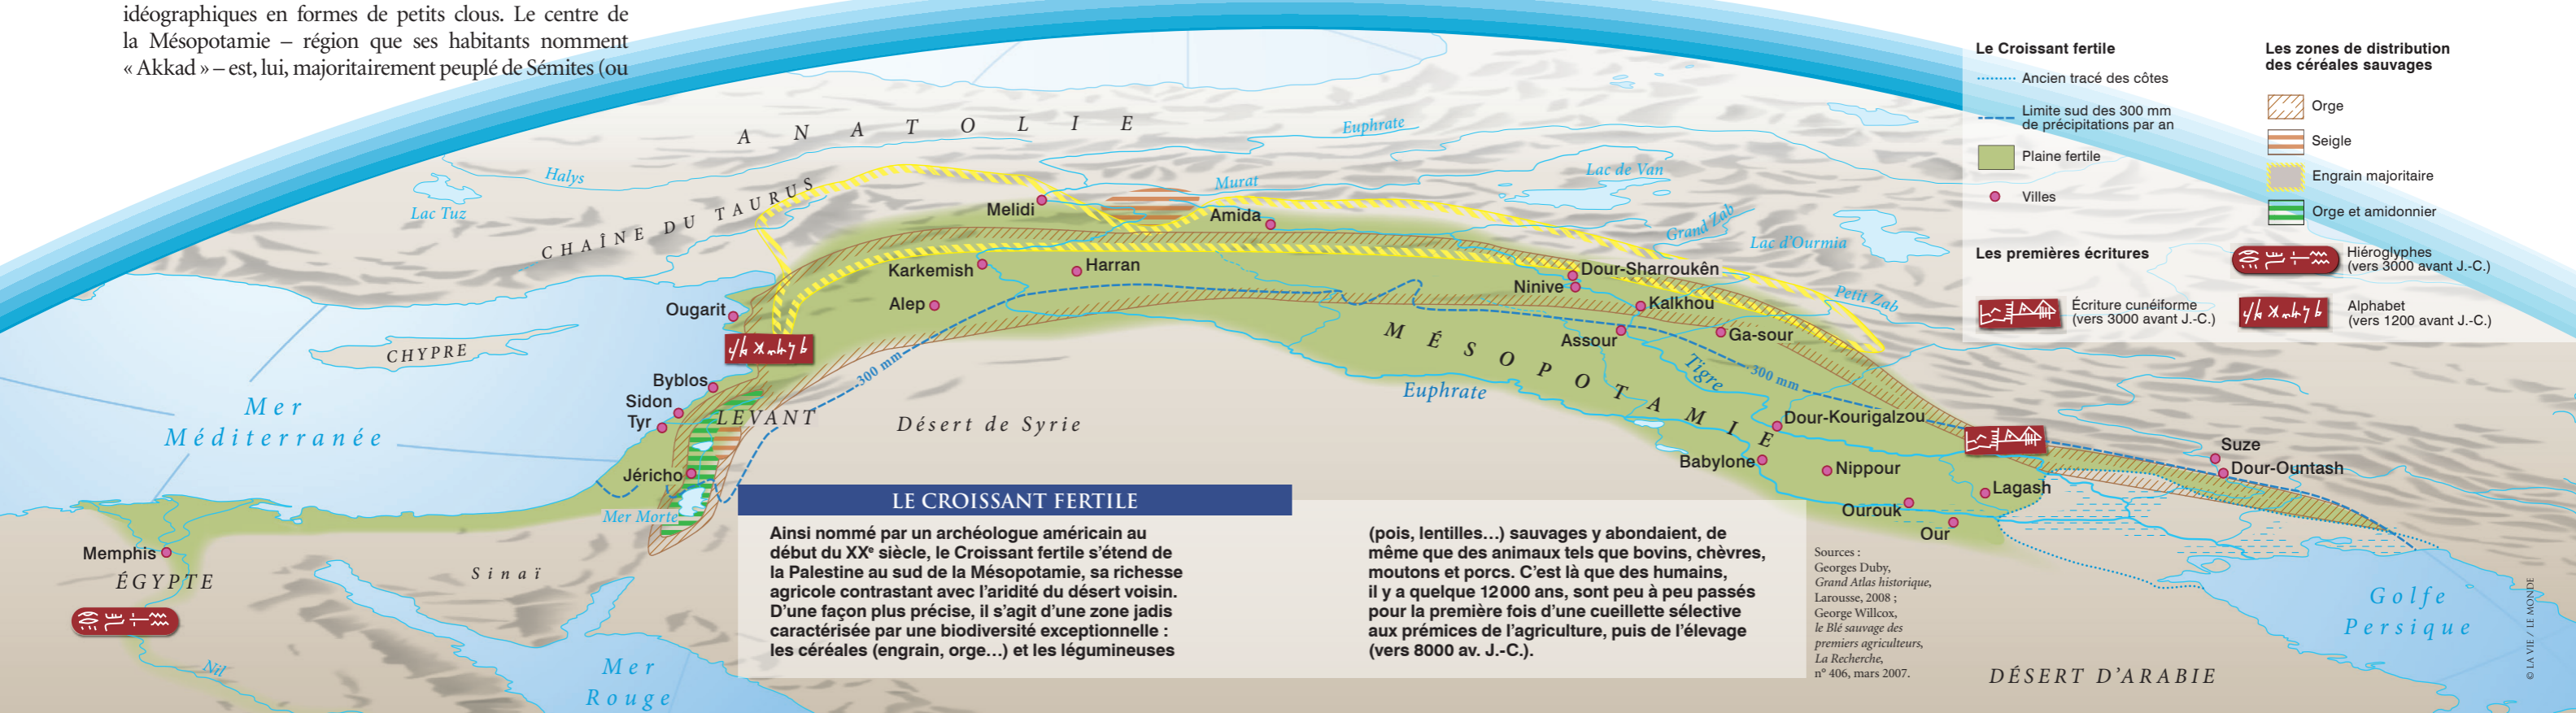 idéographiques en formes de petits clous. Le centre de
la Mésopotamie – région que ses habitants nomment
« Akkad » – est, lui, majoritairement peuplé de Sémites (ou
Le Croissant fertile
Ancien tracé des côtes
Limite sud des 300 mm
de précipitations par an
Plaine fertile
Villes
Les zones de distribution
des céréales sauvages
Orge
Seigle
Engrain majoritaire
Orge et amidonnier
Les premières écritures
Écriture cunéiforme
(vers 3000 avant J.-C.)
Hiéroglyphes
(vers 3000 avant J.-C.)
Alphabet
(vers 1200 avant J.-C.)
ANATOLIE
Euphrate
Halys
Lac Tuz
CHAÎNE DU TAURUS
Melidi
Murat
Amida
Lac de Van
Grand Zab
Lac d'Ourmia
Petit Zab
Karkemish
Harran
Alep
Ougarit
Dour-Sharroukên
Ninive
Kalkhou
Assour
Ga-sour
CHYPRE
Byblos
Sidon
Tyr
LEVANT
300 mm
Désert de Syrie
MÉSOPOTAMIE
Euphrate
Tigre
300 mm
Dour-Kourigalzou
Babylone
Nippour
Lagash
Ourouk
Our
Suze
Dour-Ountash
Mer
Méditerranée
Jéricho
Mer Morte
Memphis
ÉGYPTE
Sinaï
Nil
Mer
Rouge
LE CROISSANT FERTILE
Ainsi nommé par un archéologue américain au
début du XXe siècle, le Croissant fertile s'étend de
la Palestine au sud de la Mésopotamie, sa richesse
agricole contrastant avec l'aridité du désert voisin.
D'une façon plus précise, il s'agit d'une zone jadis
caractérisée par une biodiversité exceptionnelle :
les céréales (engrain, orge…) et les légumineuses
(pois, lentilles…) sauvages y abondaient, de
même que des animaux tels que bovins, chèvres,
moutons et porcs. C'est là que des humains,
il y a quelque 12 000 ans, sont peu à peu passés
pour la première fois d'une cueillette sélective
aux prémices de l'agriculture, puis de l'élevage
(vers 8000 av. J.-C.).
Sources :
Georges Duby,
Grand Atlas historique,
Larousse, 2008 ;
George Willcox,
le Blé sauvage des
premiers agriculteurs,
La Recherche,
n° 406, mars 2007.
DÉSERT D'ARABIE
Golfe
Persique
© LA VIE / LE MONDE